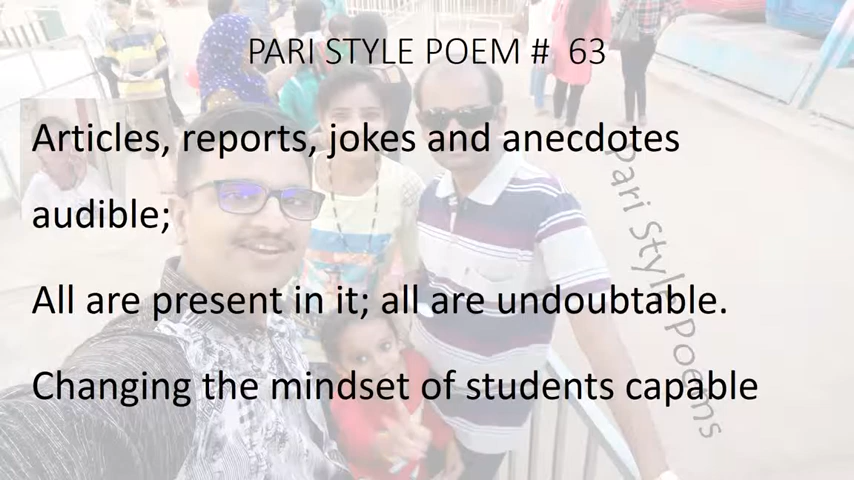 PARI STYLE POEM # 63
Articles, reports, jokes and anecdotes
audible;
All are present in it; all are undoubtable.
Changing the mindset of students capable
Pari Style Poems